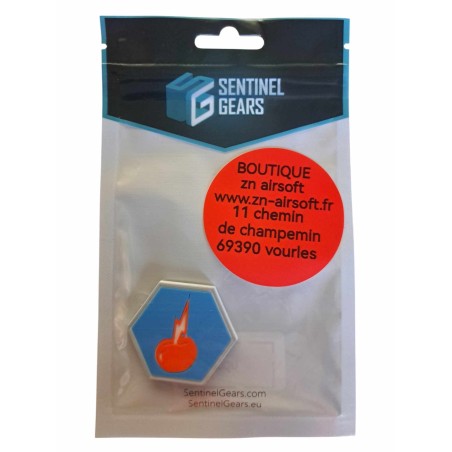 SENTINEL
GEARS
BOUTIQUE
zn airsoft
www.zn-airsoft.fr
11 chemin
de champemin
69390 vourles
SentinelGears.com
SentinelGears.eu